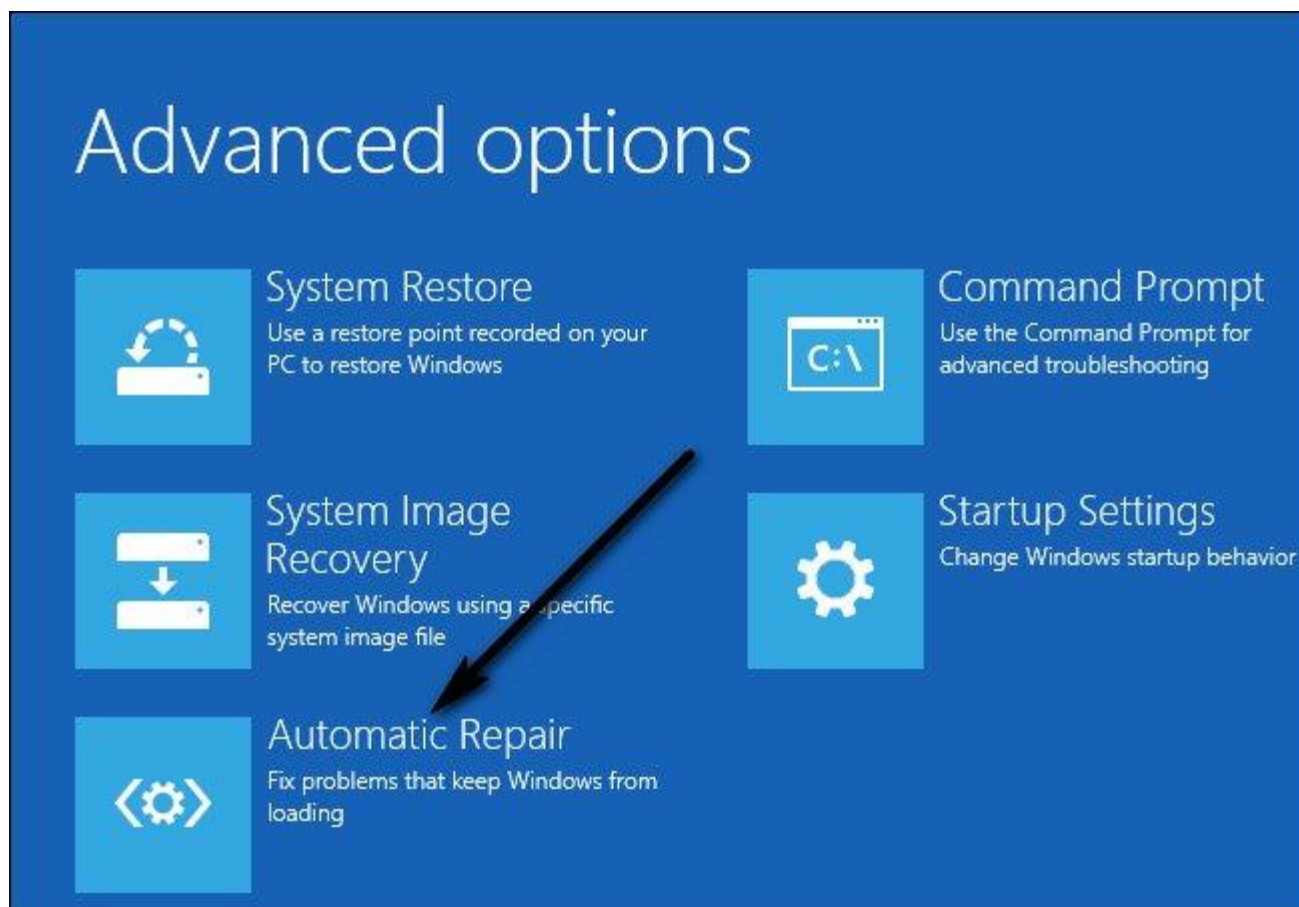 Advanced options
System Restore
Use a restore point recorded on your
PC to restore Windows
Command Prompt
Use the Command Prompt for
advanced troubleshooting
C:\
System Image
Recovery
Recover Windows using a specific
system image file
Startup Settings
Change Windows startup behavior
Automatic Repair
Fix problems that keep Windows from
loading